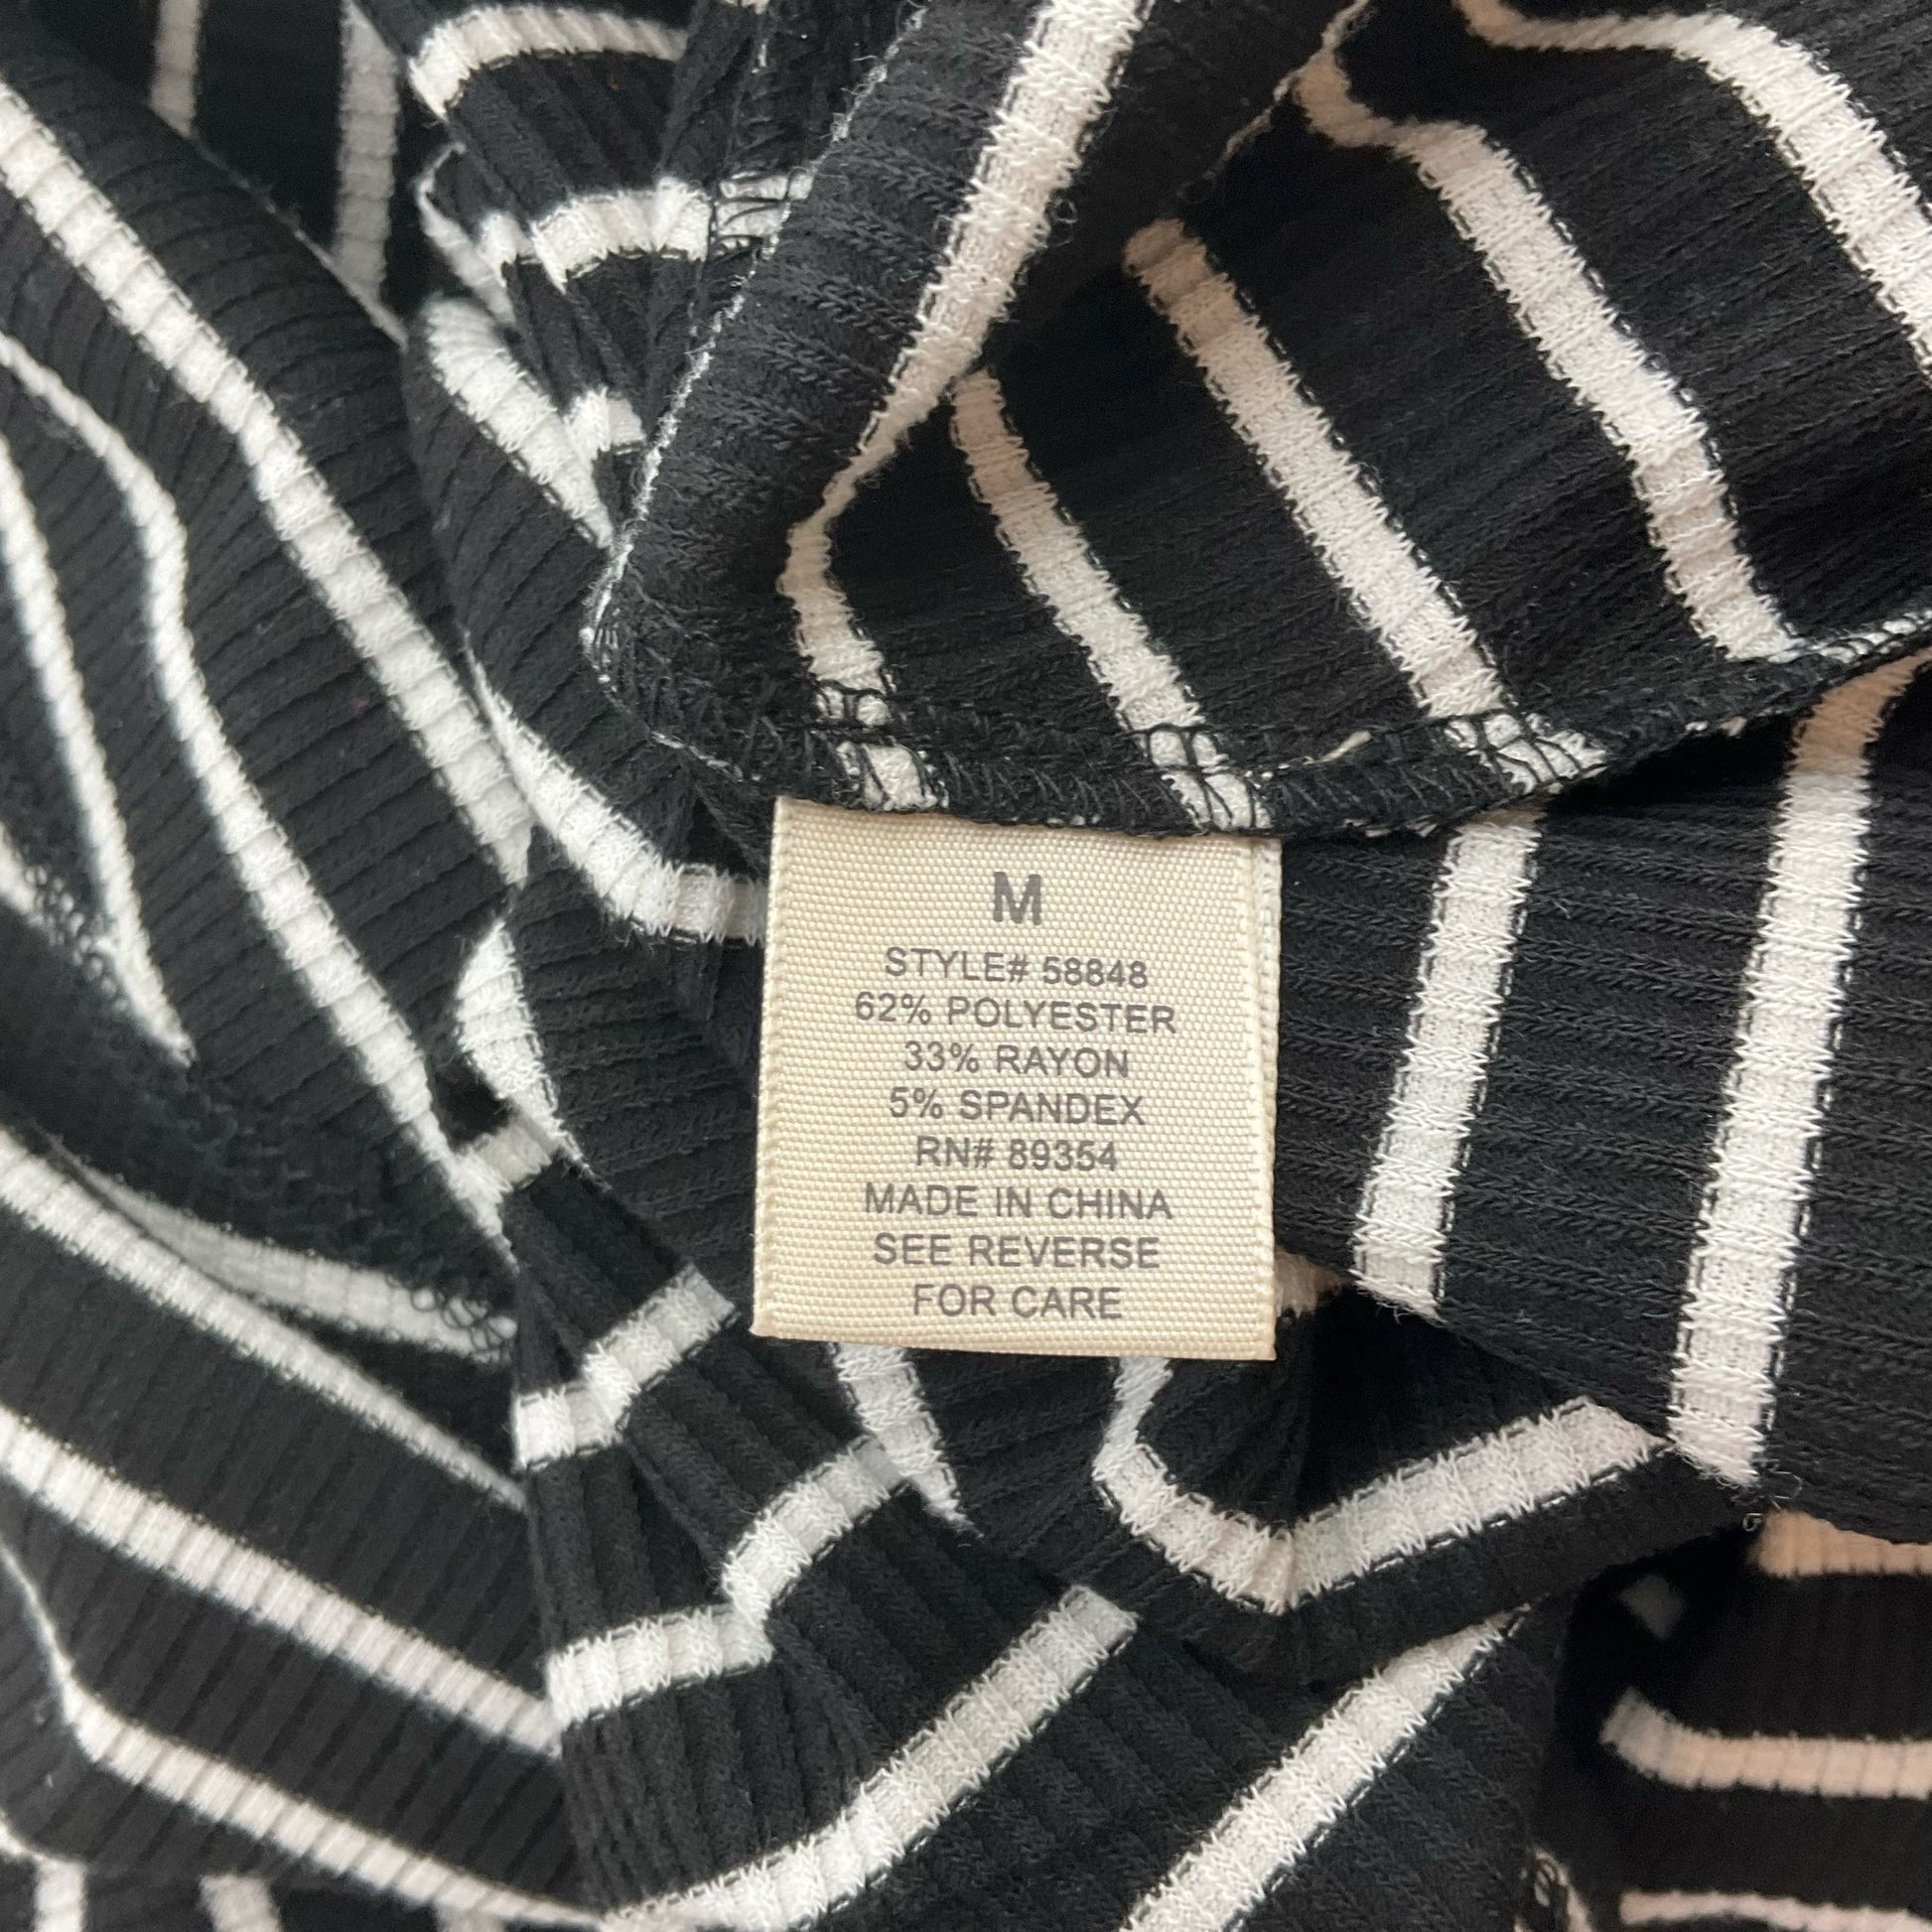 M
STYLE# 58848
62% POLYESTER
33% RAYON
5% SPANDEX
RN# 89354
MADE IN CHINA
SEE REVERSE
FOR CARE